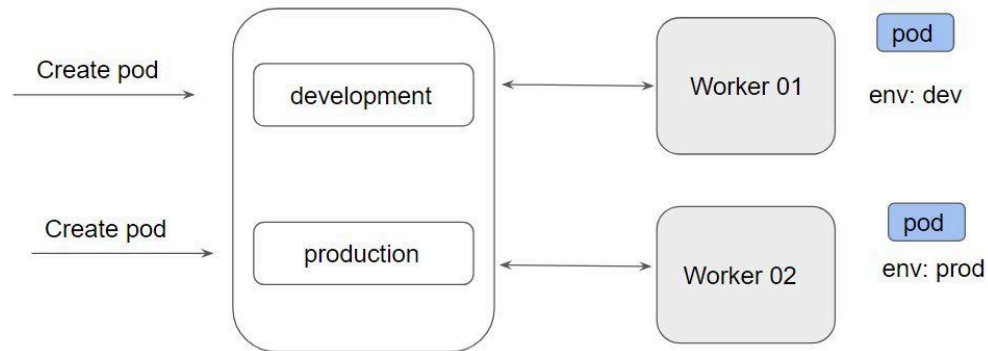 pod
Create pod
development
Worker 01
env: dev
Create pod
production
Worker 02
pod
env: prod